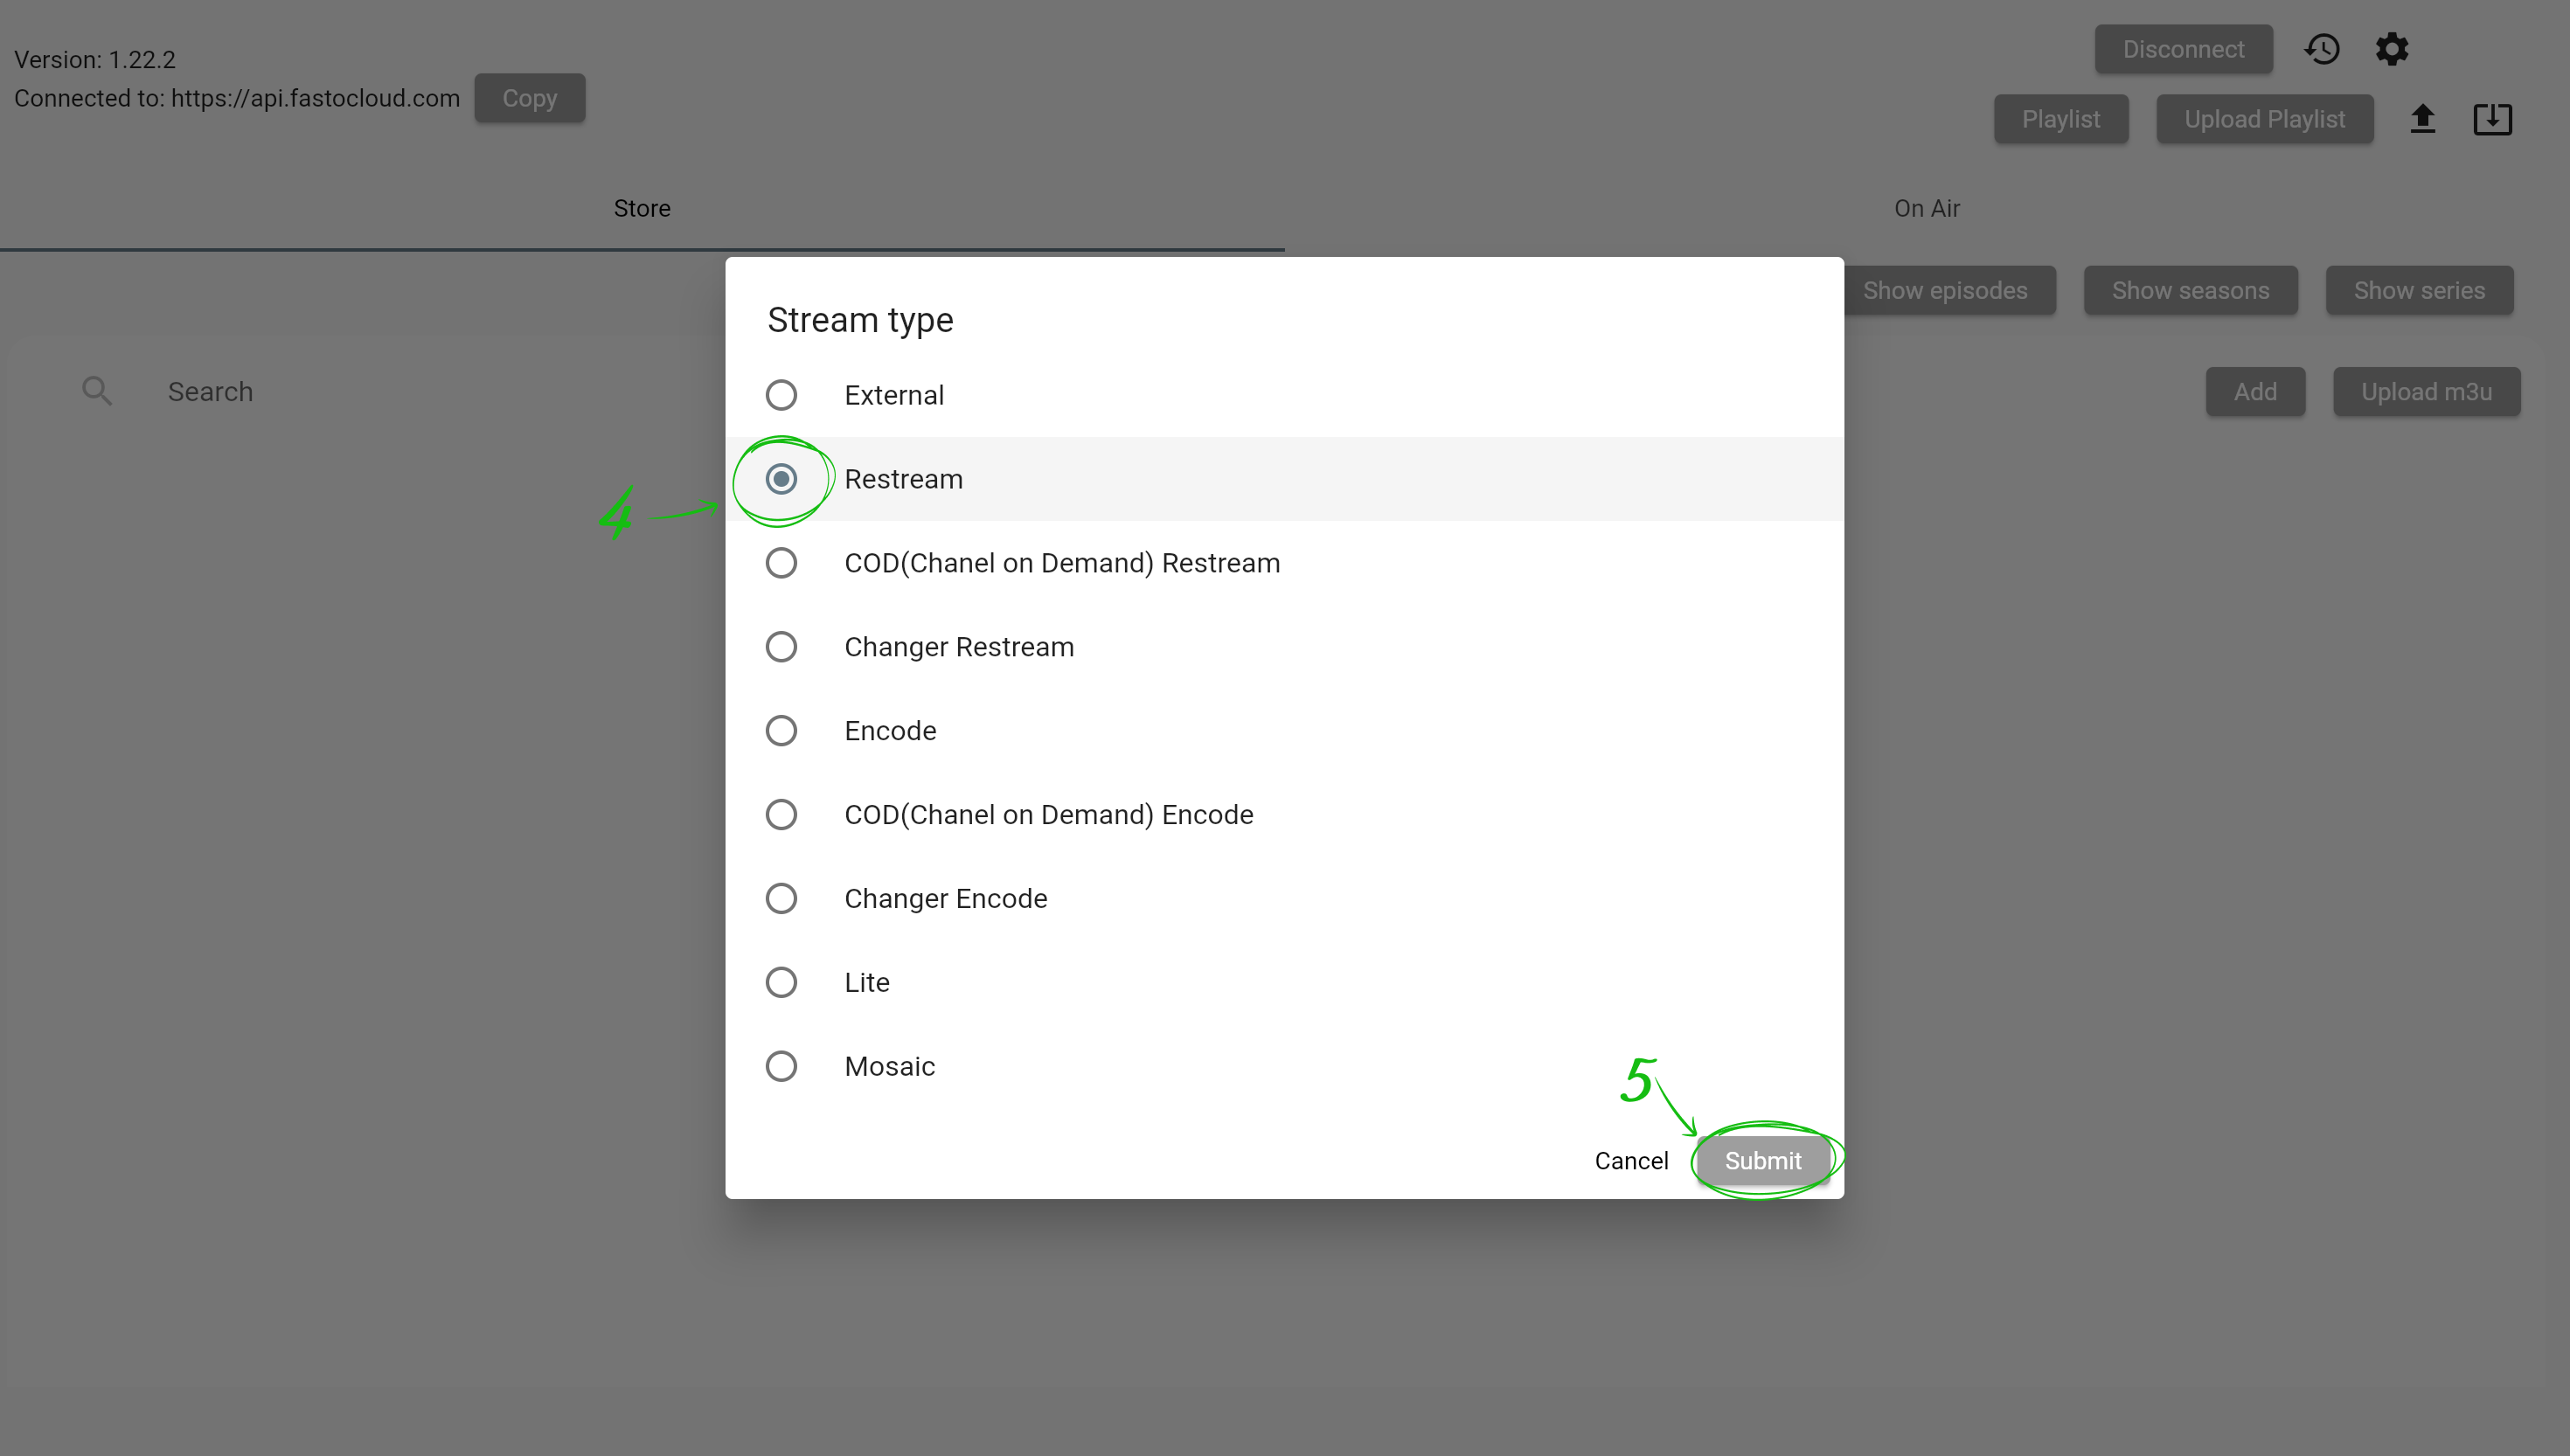 Version: 1.22.2
Connected to: https://api.fastocloud.com
Copy
Disconnect
Playlist
Upload Playlist
Store
On Air
Show episodes
Show seasons
Show series
Search
Add
Upload m3u
Stream type
External
4
Restream
COD(Chanel on Demand) Restream
Changer Restream
Encode
COD(Chanel on Demand) Encode
Changer Encode
Lite
Mosaic
5
Cancel
Submit